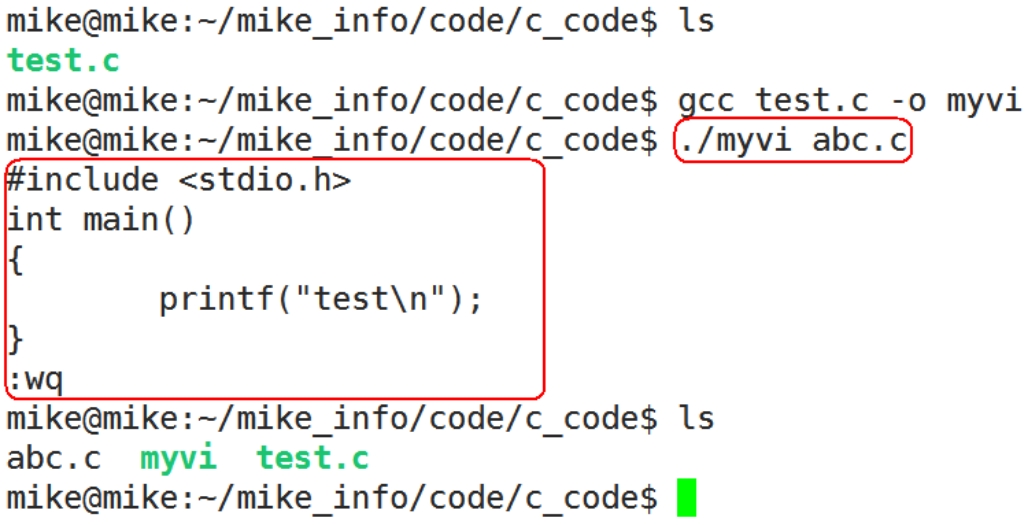 mike@mike:~/mike_info/code/c_code$ ls
test.c
mike@mike:~/mike_info/code/c_code$ gcc test.c -o myvi
mike@mike:~/mike_info/code/c_code$ ./myvi abc.c
#include <stdio.h>
int main()
{
        printf("test\n");
}
:wq
mike@mike:~/mike_info/code/c_code$ ls
abc.c  myvi  test.c
mike@mike:~/mike_info/code/c_code$